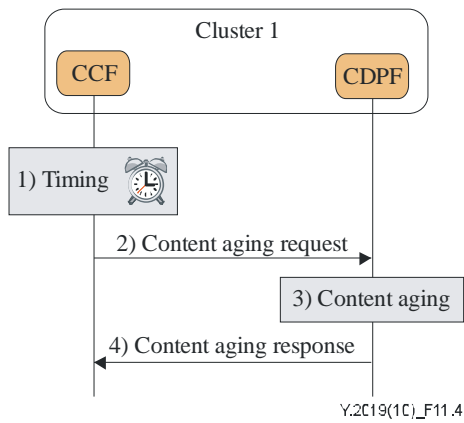 Cluster 1
CCF
CDPF
1) Timing
2) Content aging request
3) Content aging
4) Content aging response
Y.2019(10)_F11.4